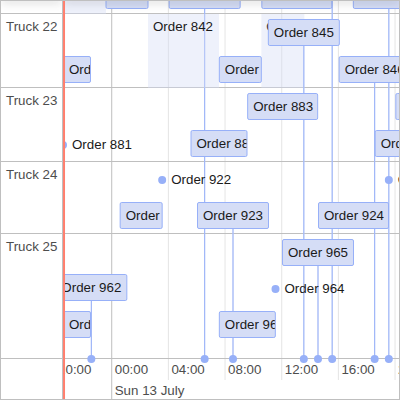 Truck 22
Order 842
Order 845
Ord
Order
Order 840
Truck 23
Order 883
Order 881
Order 88
Ord
Truck 24
Order 922
Order
Order 923
Order 924
Truck 25
Order 965
Order 962
Order 964
Ord
Order 96
0:00 00:00 04:00 08:00 12:00 16:00
Sun 13 July